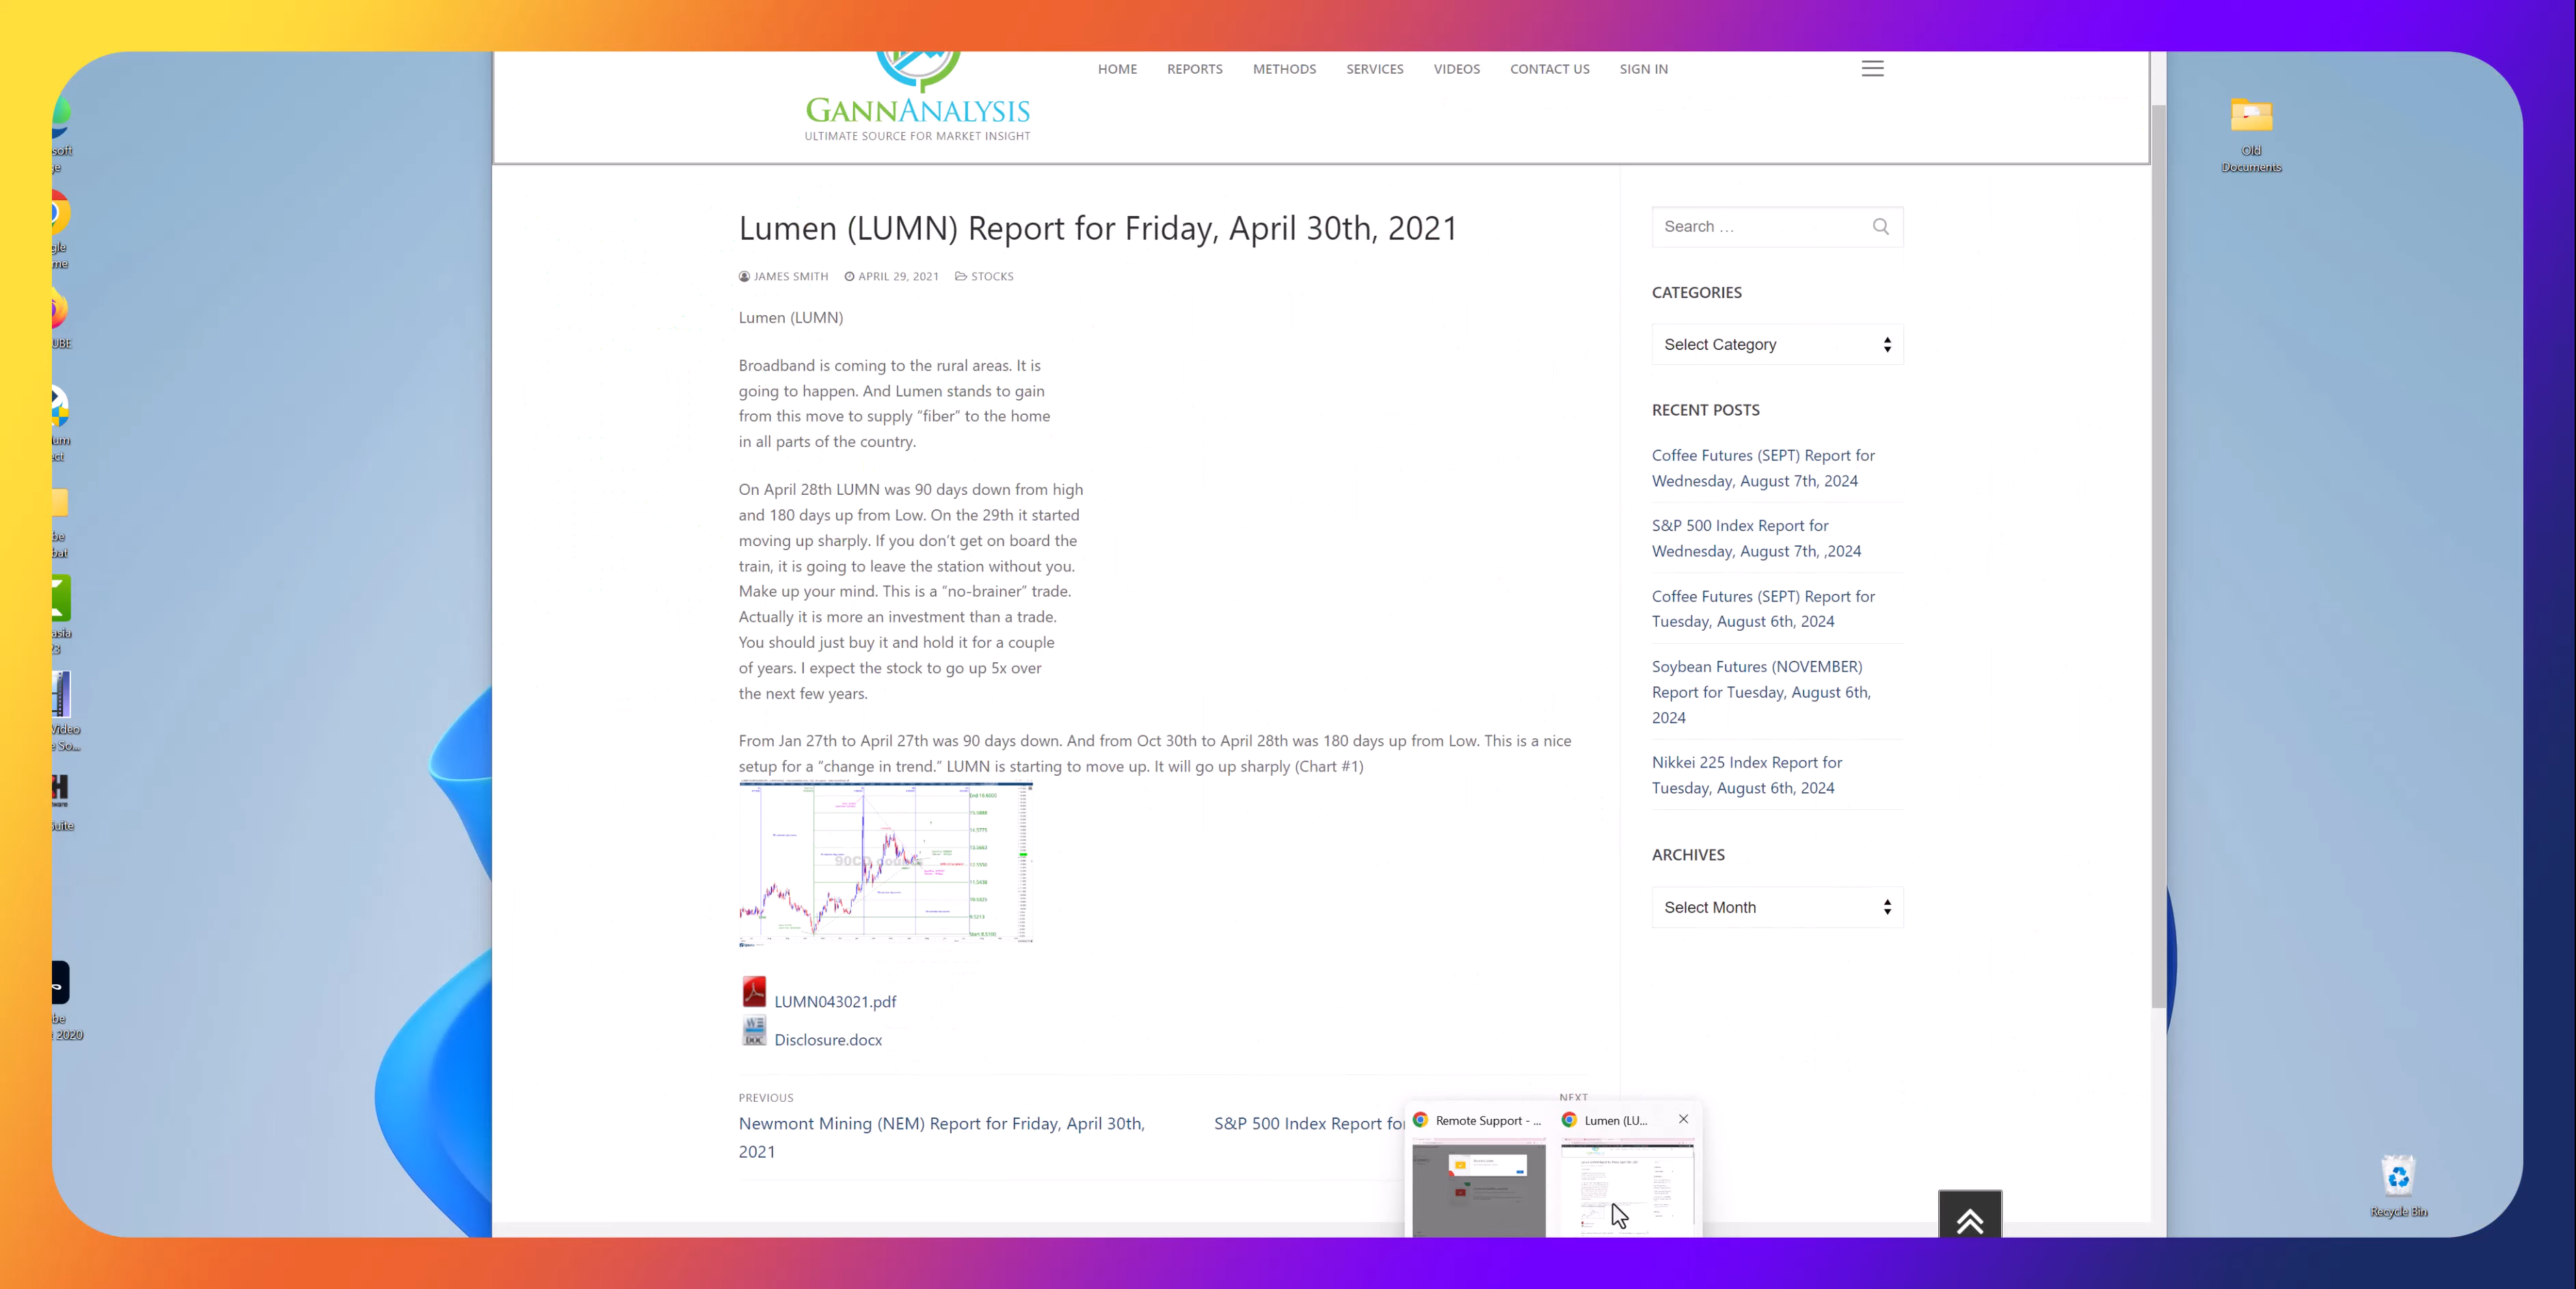 GANNANALYSIS
ULTIMATE SOURCE FOR MARKET INSIGHT
HOME REPORTS METHODS SERVICES VIDEOS CONTACT US SIGN IN
Lumen (LUMN) Report for Friday, April 30th, 2021
JAMES SMITH APRIL 29, 2021 STOCKS
Lumen (LUMN)
Broadband is coming to the rural areas. It is
going to happen. And Lumen stands to gain
from this move to supply “fiber” to the home
in all parts of the country.
On April 28th LUMN was 90 days down from high
and 180 days up from Low. On the 29th it started
moving up sharply. If you don’t get on board the
train, it is going to leave the station without you.
Make up your mind. This is a “no-brainer” trade.
Actually it is more an investment than a trade.
You should just buy it and hold it for a couple
of years. I expect the stock to go up 5x over
the next few years.
From Jan 27th to April 27th was 90 days down. And from Oct 30th to April 28th was 180 days up from Low. This is a nice
setup for a “change in trend.” LUMN is starting to move up. It will go up sharply (Chart #1)
LUMN043021.pdf
Disclosure.docx
PREVIOUS
Newmont Mining (NEM) Report for Friday, April 30th,
2021
NEXT
S&P 500 Index Report for
Search …
CATEGORIES
Select Category
RECENT POSTS
Coffee Futures (SEPT) Report for
Wednesday, August 7th, 2024
S&P 500 Index Report for
Wednesday, August 7th, ,2024
Coffee Futures (SEPT) Report for
Tuesday, August 6th, 2024
Soybean Futures (NOVEMBER)
Report for Tuesday, August 6th,
2024
Nikkei 225 Index Report for
Tuesday, August 6th, 2024
ARCHIVES
Select Month
Remote Support - ...
Lumen (LU...
Old
Documents
Recycle Bin